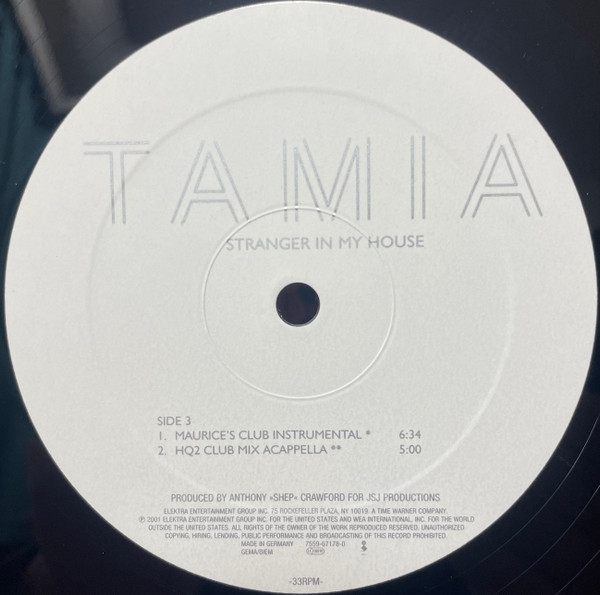 TAMIA
STRANGER IN MY HOUSE
SIDE 3
1. MAURICE'S CLUB INSTRUMENTAL * 6:34
2. HQ2 CLUB MIX ACAPPELLA ** 5:00
PRODUCED BY ANTHONY «SHEP» CRAWFORD FOR JSJ PRODUCTIONS
ELEKTRA ENTERTAINMENT GROUP INC. 75 ROCKEFELLER PLAZA, NY 10019. A TIME WARNER COMPANY.
℗ 2001 ELEKTRA ENTERTAINMENT GROUP INC. FOR THE UNITED STATES AND WEA INTERNATIONAL, INC. FOR THE WORLD
OUTSIDE THE UNITED STATES. ALL RIGHTS OF THE OWNER OF THE WORK REPRODUCED RESERVED. UNAUTHORIZED
COPYING, HIRING, LENDING, PUBLIC PERFORMANCE AND BROADCASTING OF THIS RECORD PROHIBITED.
MADE IN GERMANY 7559-67178-0
GEMA/BIEM
-33RPM-